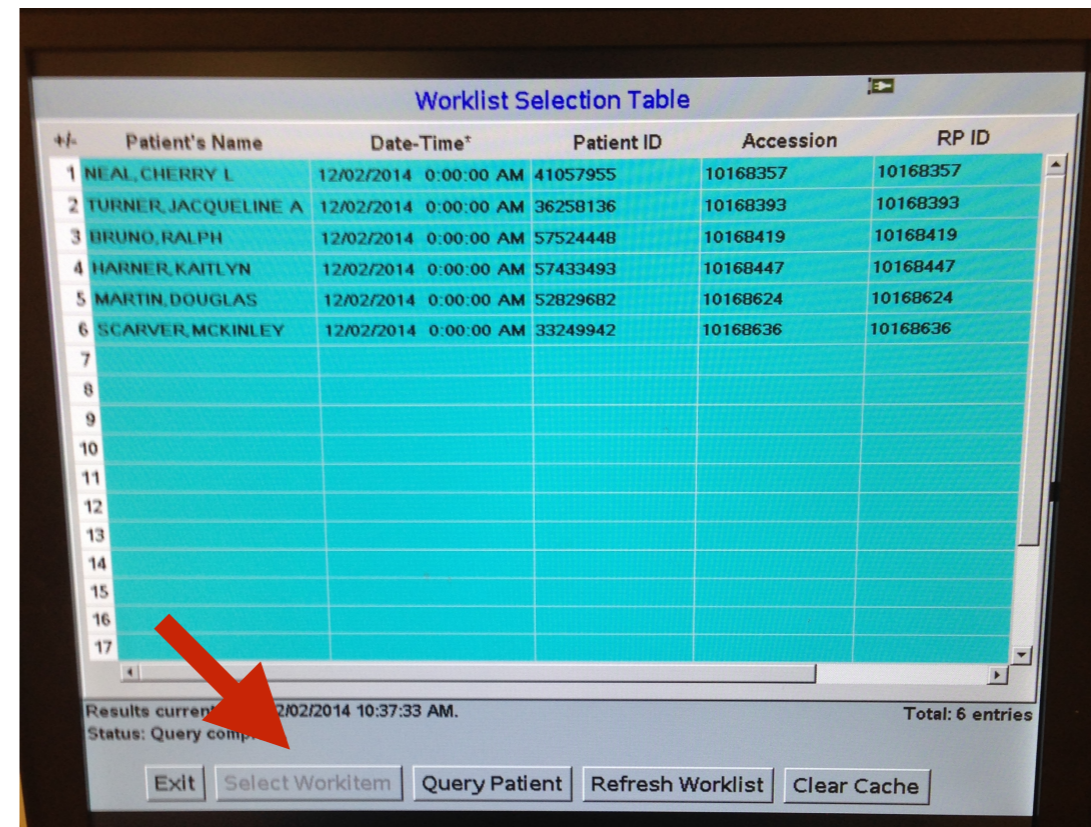 Worklist Selection Table
+/- Patient's Name Date-Time+ Patient ID Accession RP ID
1 NEAL, CHERRY L 12/02/2014 0:00:00 AM 41057955 10168357 10168357
2 TURNER, JACQUELINE A 12/02/2014 0:00:00 AM 36258136 10168393 10168393
3 BRUNO, RALPH 12/02/2014 0:00:00 AM 57524448 10168419 10168419
4 HARNER, KAITLYN 12/02/2014 0:00:00 AM 57433493 10168447 10168447
5 MARTIN, DOUGLAS 12/02/2014 0:00:00 AM 52829682 10168624 10168624
6 SCARVER, MCKINLEY 12/02/2014 0:00:00 AM 33249942 10168636 10168636
7
8
9
10
11
12
13
14
15
16
17
Results 2/02/2014 10:37:33 AM. Total: 6 entries
Status: Query
Exit Select Workitem Query Patient Refresh Worklist Clear Cache